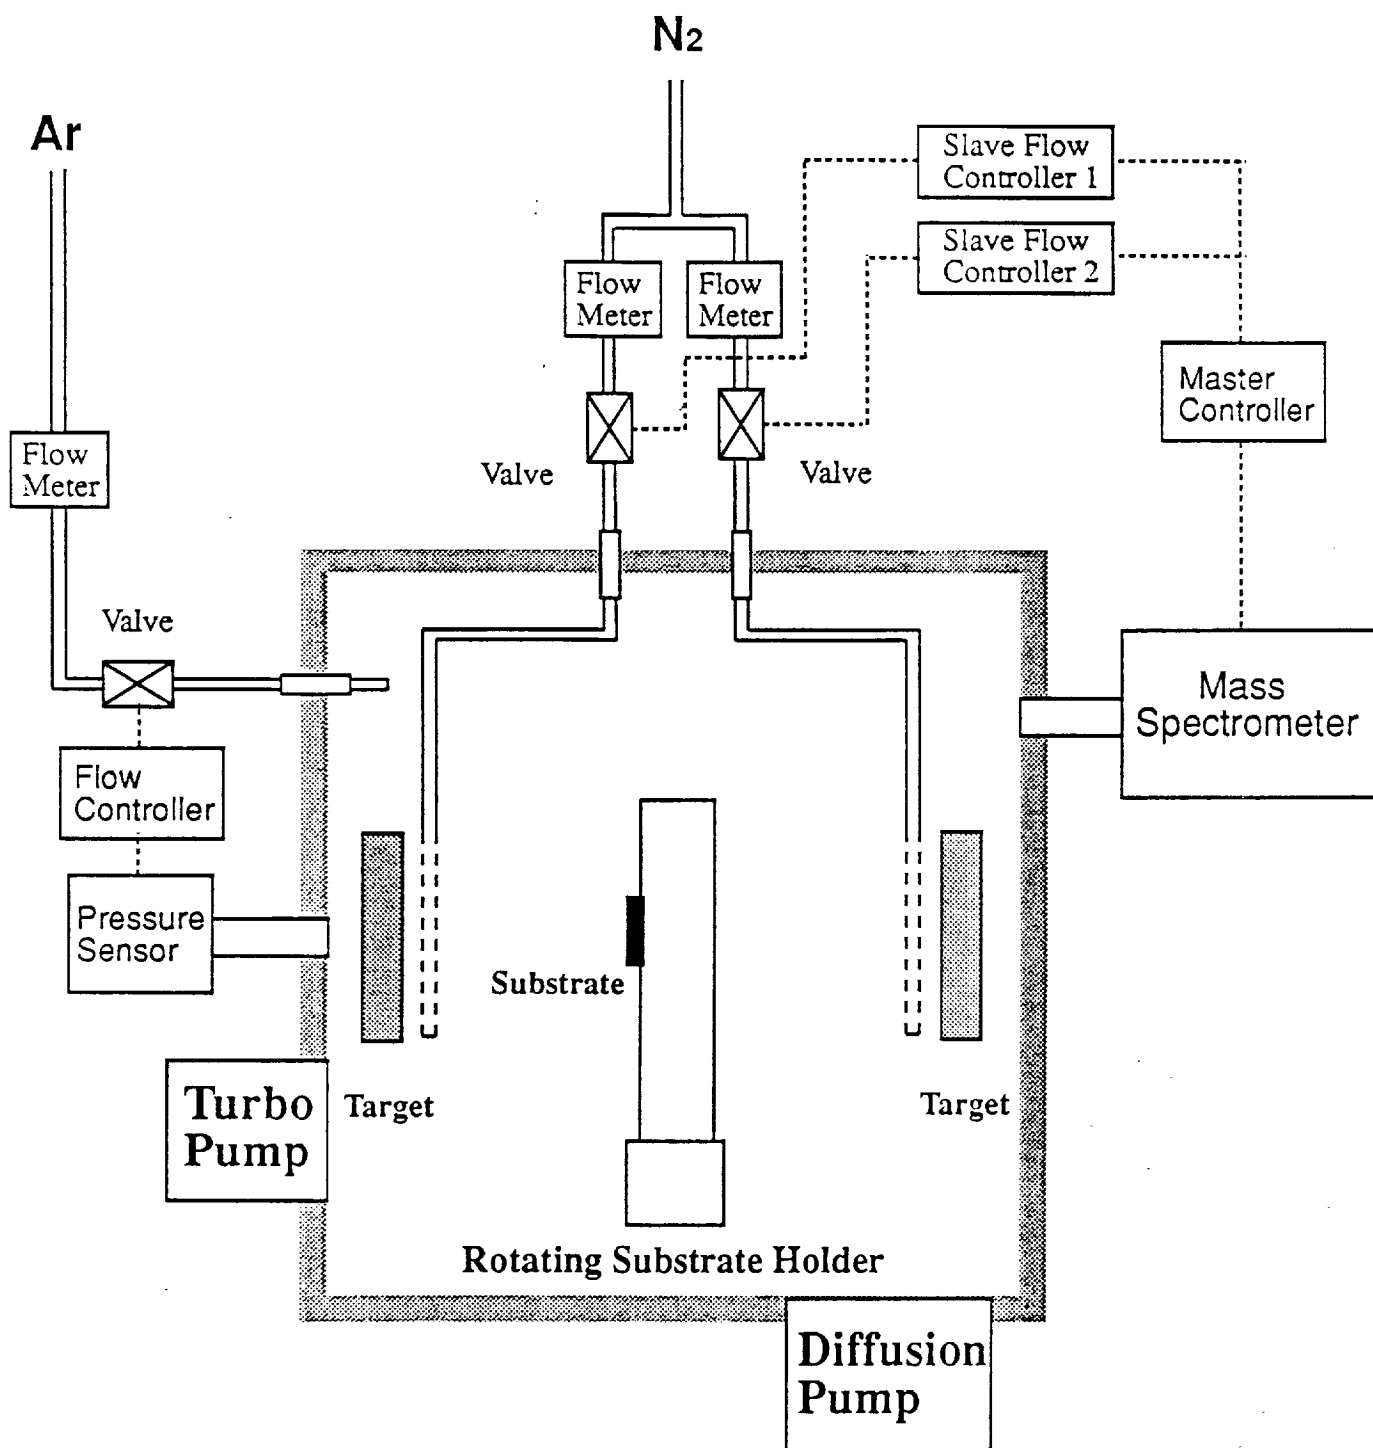 N2
Ar
Slave Flow
Controller 1
Slave Flow
Controller 2
Flow
Meter
Flow
Meter
Master
Controller
Flow
Meter
Valve
Valve
Valve
Mass
Spectrometer
Flow
Controller
Pressure
Sensor
Substrate
Turbo
Pump
Target
Target
Rotating Substrate Holder
Diffusion
Pump